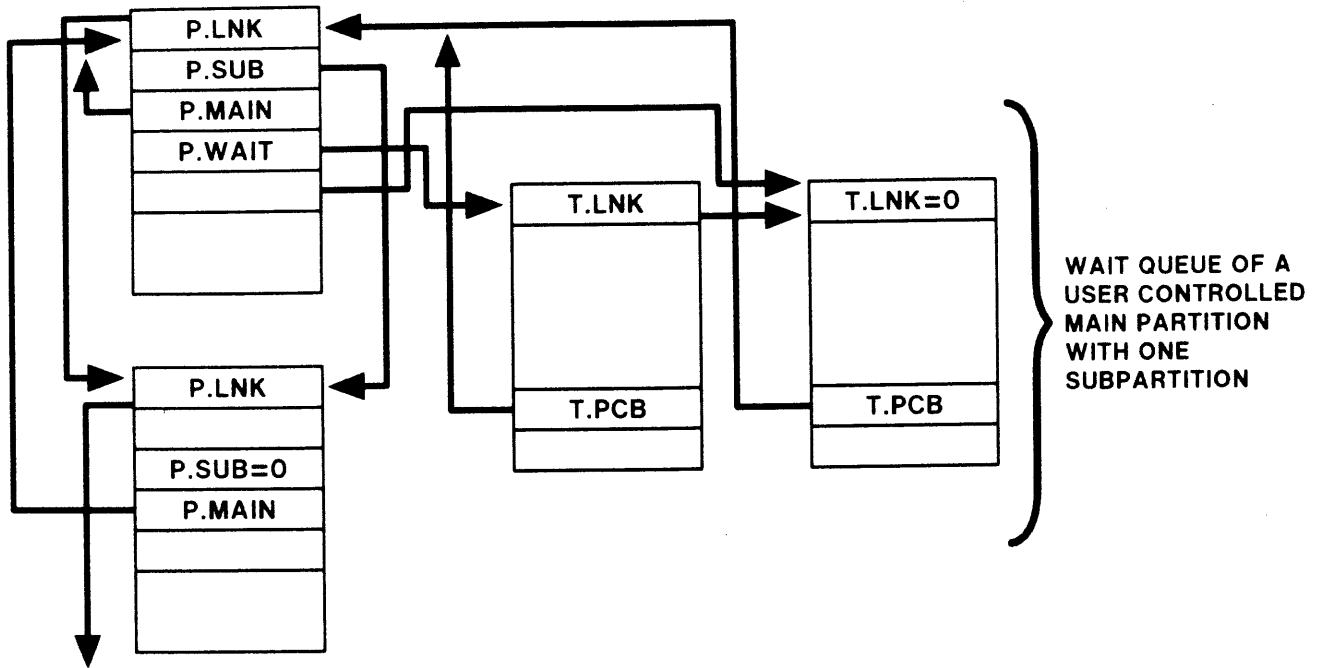 P.LNK
P.SUB
P.MAIN
P.WAIT
T.LNK
T.LNK=0
T.PCB
T.PCB
P.LNK
P.SUB=0
P.MAIN
WAIT QUEUE OF A
USER CONTROLLED
MAIN PARTITION
WITH ONE
SUBPARTITION